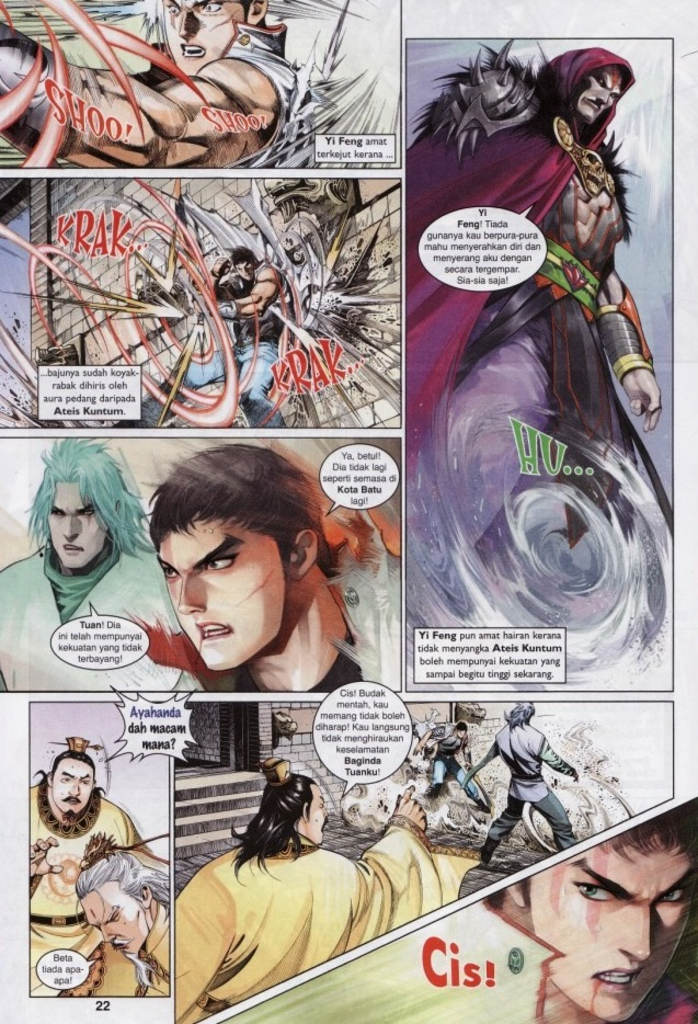 SHOO!
SHOO!
Yi Feng amat
terkejut kerana ...
KRAK...
KRAK...
...bajunya sudah koyak-
rabak dihiris oleh
aura pedang daripada
Ateis Kuntum.
Yi
Feng! Tiada
gunanya kau berpura-pura
mahu menyerahkan diri dan
menyerang aku dengan
secara tergempar.
Sia-sia saja!
HU...
Yi Feng pun amat hairan kerana
tidak menyangka Ateis Kuntum
boleh mempunyai kekuatan yang
sampai begitu tinggi sekarang.
Ya, betul!
Dia tidak lagi
seperti semasa di
Kota Batu
lagi!
Tuan! Dia
ini telah mempunyai
kekuatan yang tidak
terbayang!
Ayahanda
dah macam
mana?
Beta
tiada apa-
apa!
Cis! Budak
mentah, kau
memang tidak boleh
diharap! Kau langsung
tidak menghiraukan
keselamatan
Baginda
Tuanku!
Cis!
22